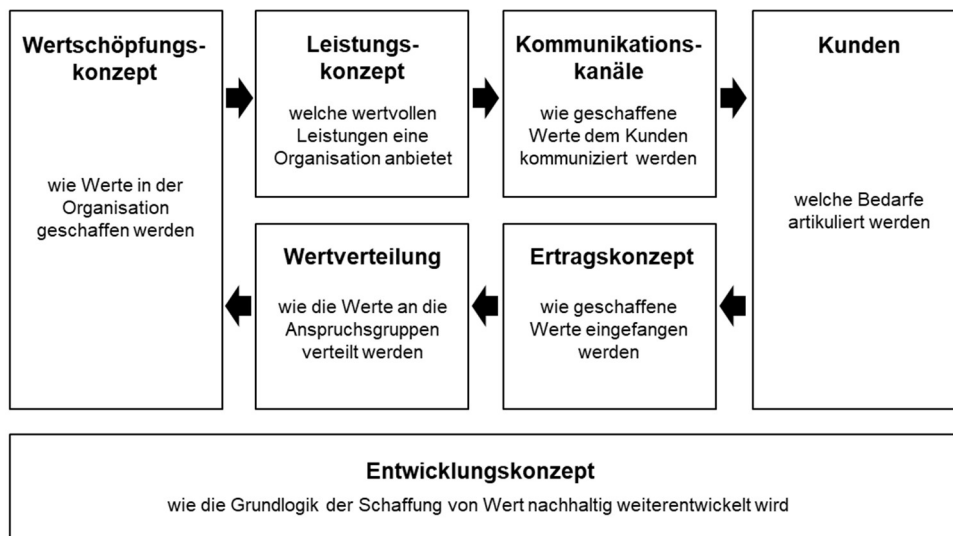 Wertschöpfungs-
konzept
wie Werte in der
Organisation
geschaffen werden
Leistungs-
konzept
welche wertvollen
Leistungen eine
Organisation anbietet
Kommunikations-
kanäle
wie geschaffene
Werte dem Kunden
kommuniziert werden
Kunden
welche Bedarfe
artikuliert werden
Wertverteilung
wie die Werte an die
Anspruchsgruppen
verteilt werden
Ertragskonzept
wie geschaffene
Werte eingefangen
werden
Entwicklungskonzept
wie die Grundlogik der Schaffung von Wert nachhaltig weiterentwickelt wird